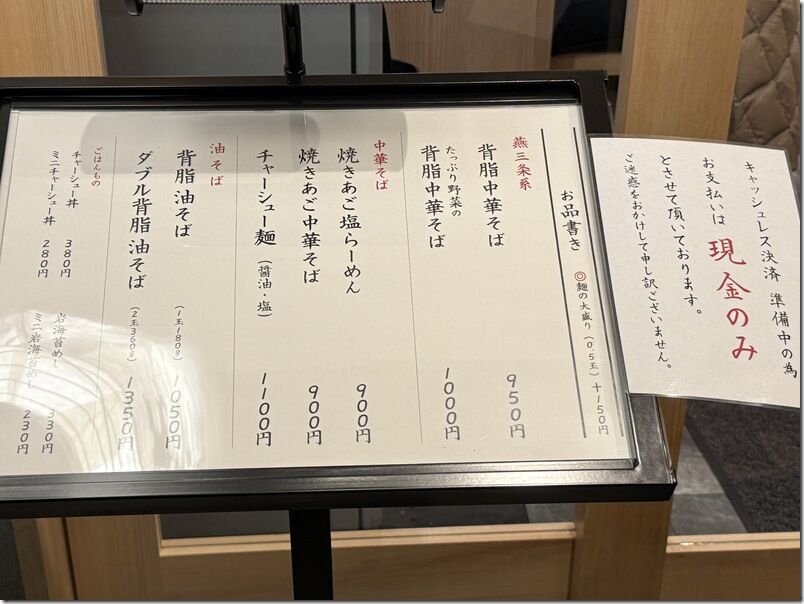 キャッシュレス決済 準備中の為
お支払いは 現金のみ
とさせて頂いております。
ご迷惑をおかけして申し訳ございません。
お品書き ◎麺の大盛り(0.5玉)+150円
燕三条系
背脂中華そば 950円
たっぷり野菜の
背脂中華そば 1000円
中華そば
焼きあご塩らーめん 900円
焼きあご中華そば 900円
チャーシュー麺(醤油・塩) 1100円
油そば
背脂油そば (1玉180g) 1050円
ダブル背脂油そば (2玉360g) 1350円
ごはんもの
チャーシュー丼 380円
ミニチャーシュー丼 280円
岩海苔めし 330円
ミニ岩海苔めし 230円